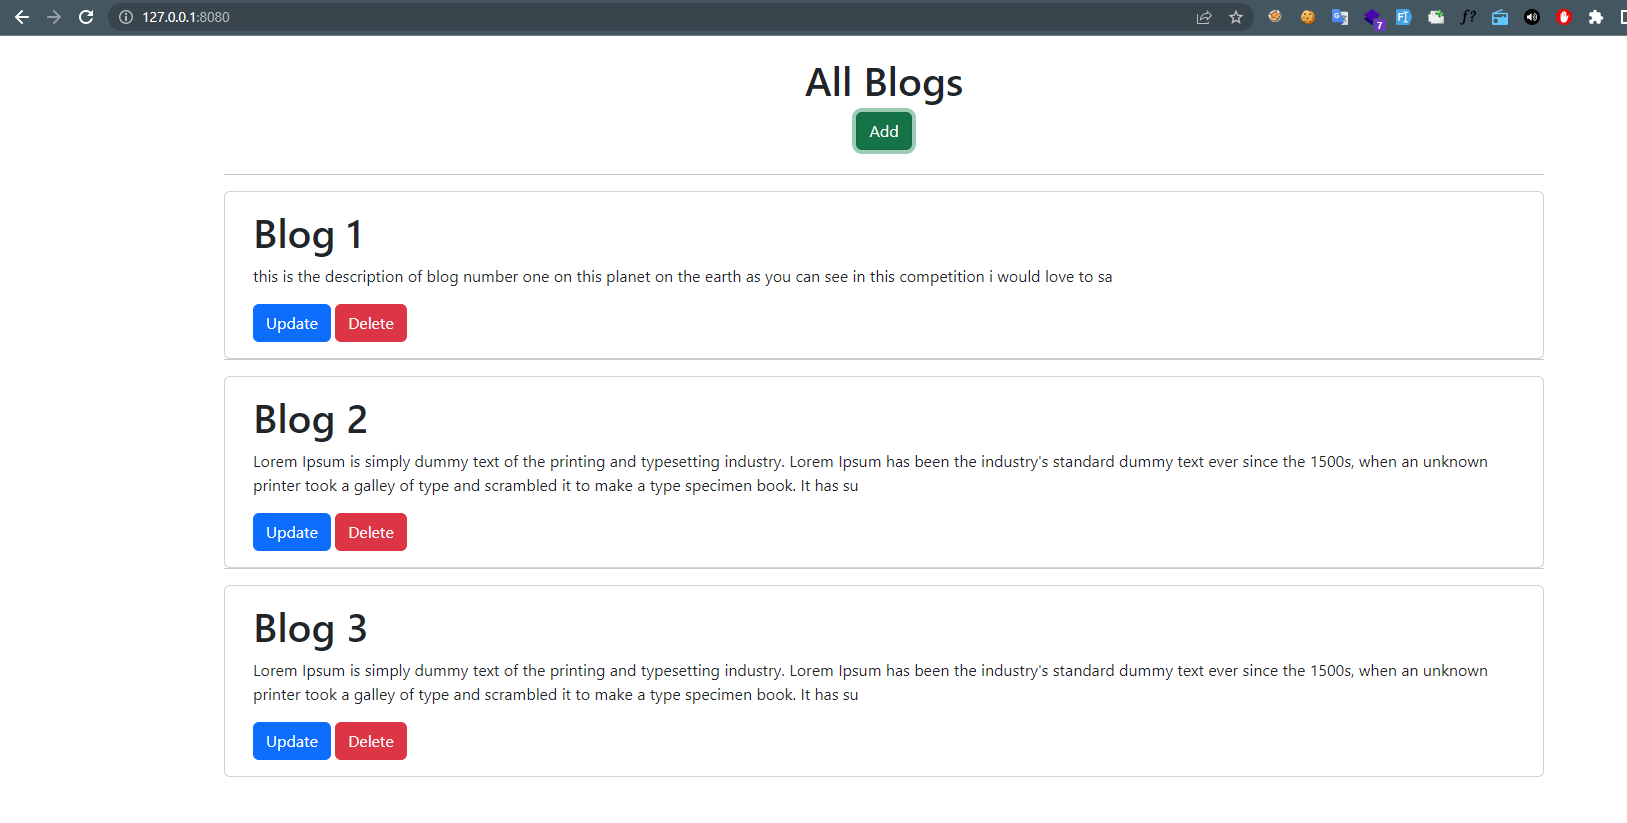 127.0.0.1:8080
7
f?
All Blogs
Add
Blog 1
this is the description of blog number one on this planet on the earth as you can see in this competition i would love to sa
Update Delete
Blog 2
Lorem Ipsum is simply dummy text of the printing and typesetting industry. Lorem Ipsum has been the industry's standard dummy text ever since the 1500s, when an unknown
printer took a galley of type and scrambled it to make a type specimen book. It has su
Update Delete
Blog 3
Lorem Ipsum is simply dummy text of the printing and typesetting industry. Lorem Ipsum has been the industry's standard dummy text ever since the 1500s, when an unknown
printer took a galley of type and scrambled it to make a type specimen book. It has su
Update Delete